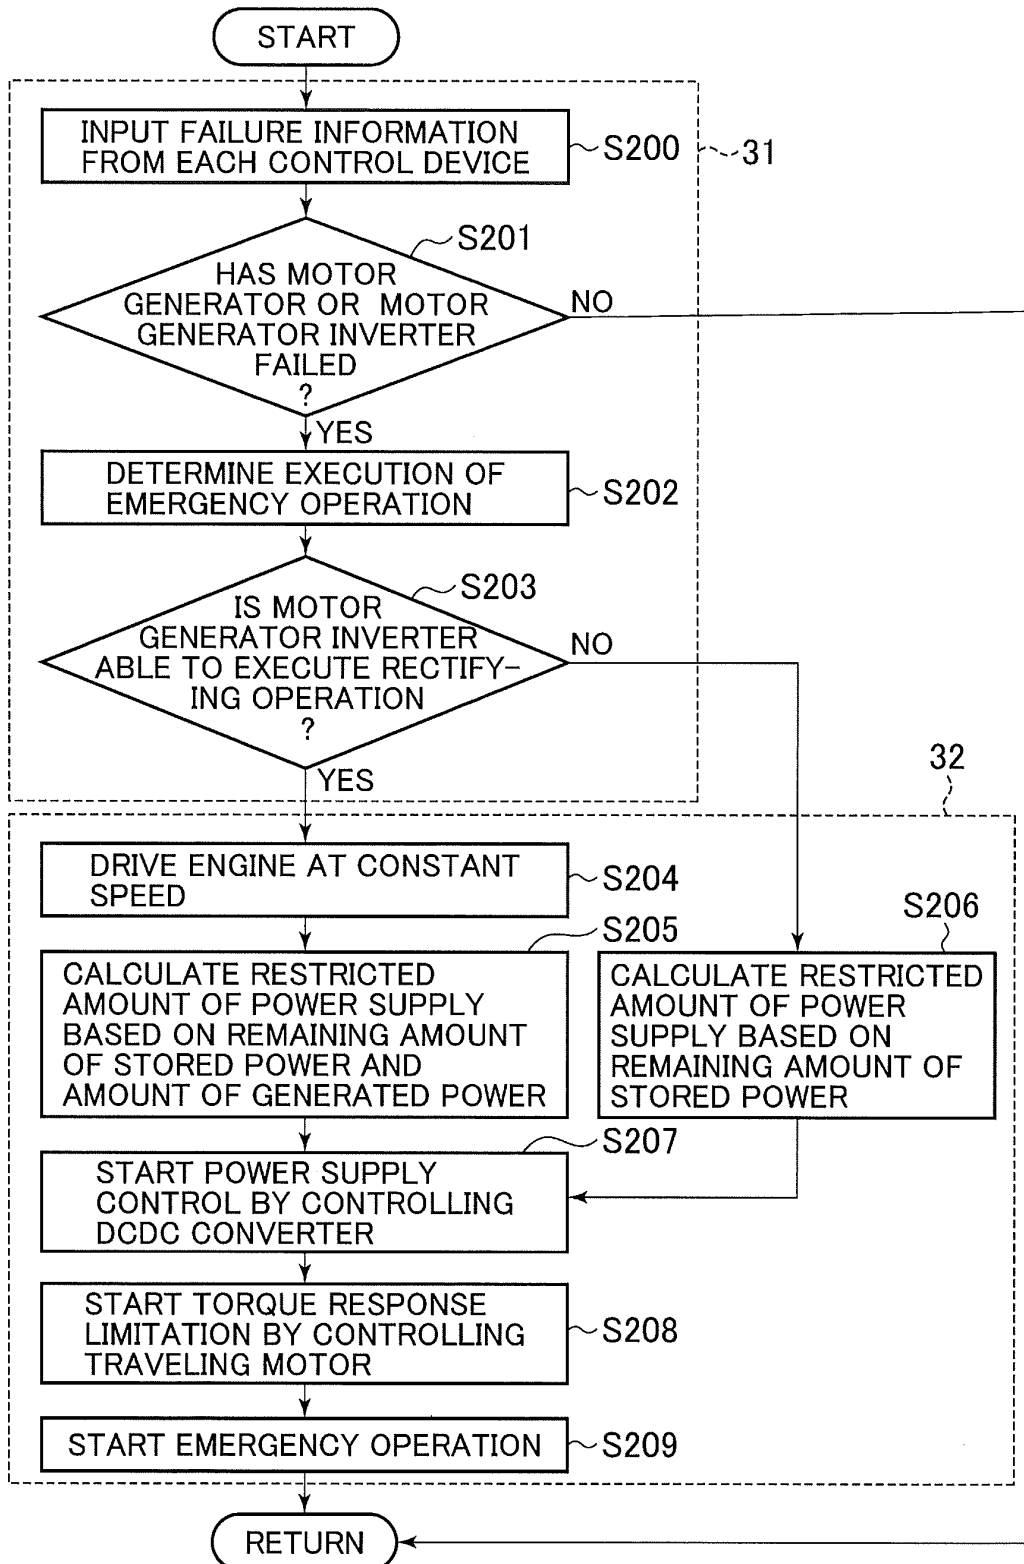 START
INPUT FAILURE INFORMATION
FROM EACH CONTROL DEVICE
S200
31
S201
HAS MOTOR
GENERATOR OR MOTOR
GENERATOR INVERTER
FAILED
?
NO
YES
DETERMINE EXECUTION OF
EMERGENCY OPERATION
S202
S203
IS MOTOR
GENERATOR INVERTER
ABLE TO EXECUTE RECTIFY-
ING OPERATION
?
NO
YES
32
DRIVE ENGINE AT CONSTANT
SPEED
S204
S205
CALCULATE RESTRICTED
AMOUNT OF POWER SUPPLY
BASED ON REMAINING AMOUNT
OF STORED POWER AND
AMOUNT OF GENERATED POWER
S206
CALCULATE RESTRICTED
AMOUNT OF POWER
SUPPLY BASED ON
REMAINING AMOUNT OF
STORED POWER
S207
START POWER SUPPLY
CONTROL BY CONTROLLING
DCDC CONVERTER
START TORQUE RESPONSE
LIMITATION BY CONTROLLING
TRAVELING MOTOR
S208
START EMERGENCY OPERATION
S209
RETURN